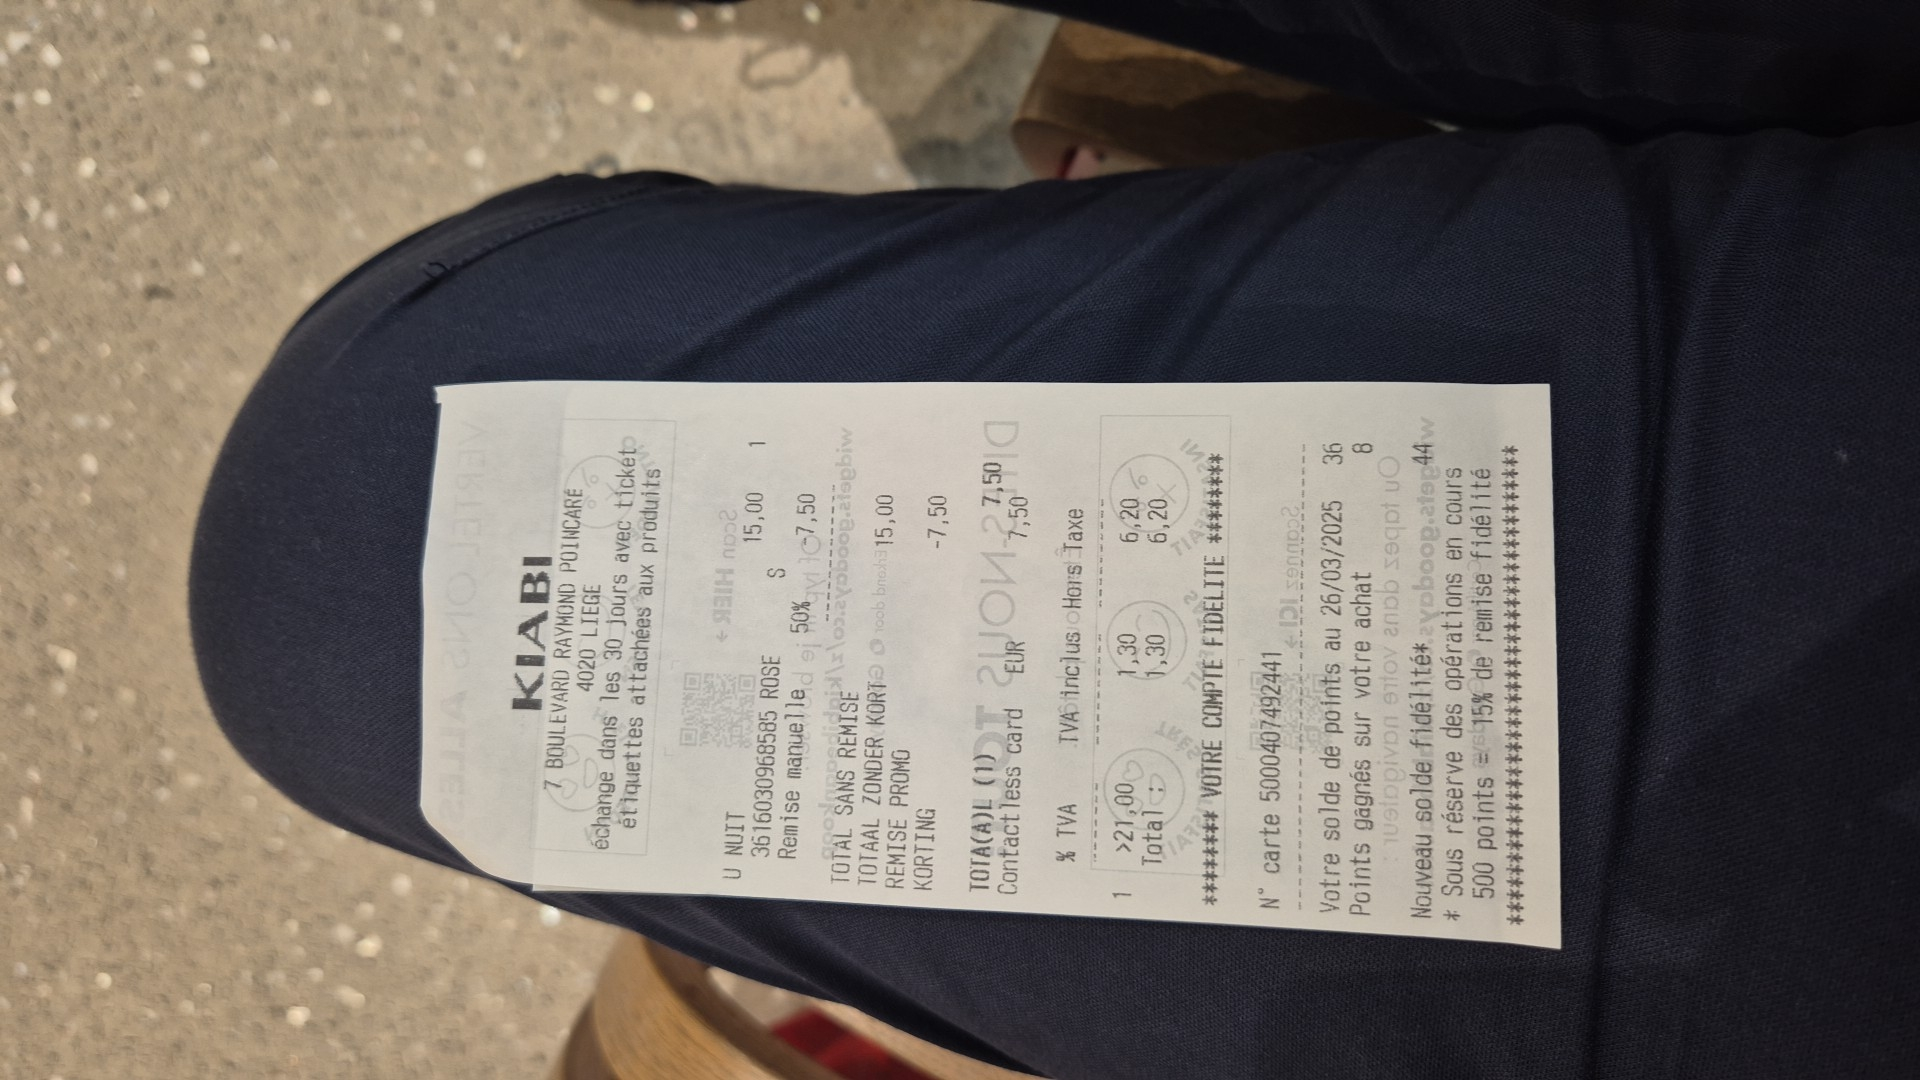 KIABI
7 BOULEVARD RAYMOND POINCARÉ
4020 LIEGE
échange dans les 30 jours avec ticket
étiquettes attachées aux produits
U NUIT
3616030968585 ROSE S 15,00 1
Remise manuelle 50% -7,50
TOTAL SANS REMISE
TOTAAL ZONDER KORT 15,00
REMISE PROMO
KORTING -7,50
TOTA(A)L (1) 7,50
Contactless card EUR 7,50
% TVA TVA inclus Hors Taxe
1 >21,00 1,30 6,20
Total : 1,30 6,20
******* VOTRE COMPTE FIDELITE *******
N° carte 5000407492441
Votre solde de points au 26/03/2025 36
Points gagnés sur votre achat 8
Nouveau solde fidélité* 44
* Sous réserve des opérations en cours
500 points = 15% de remise fidélité